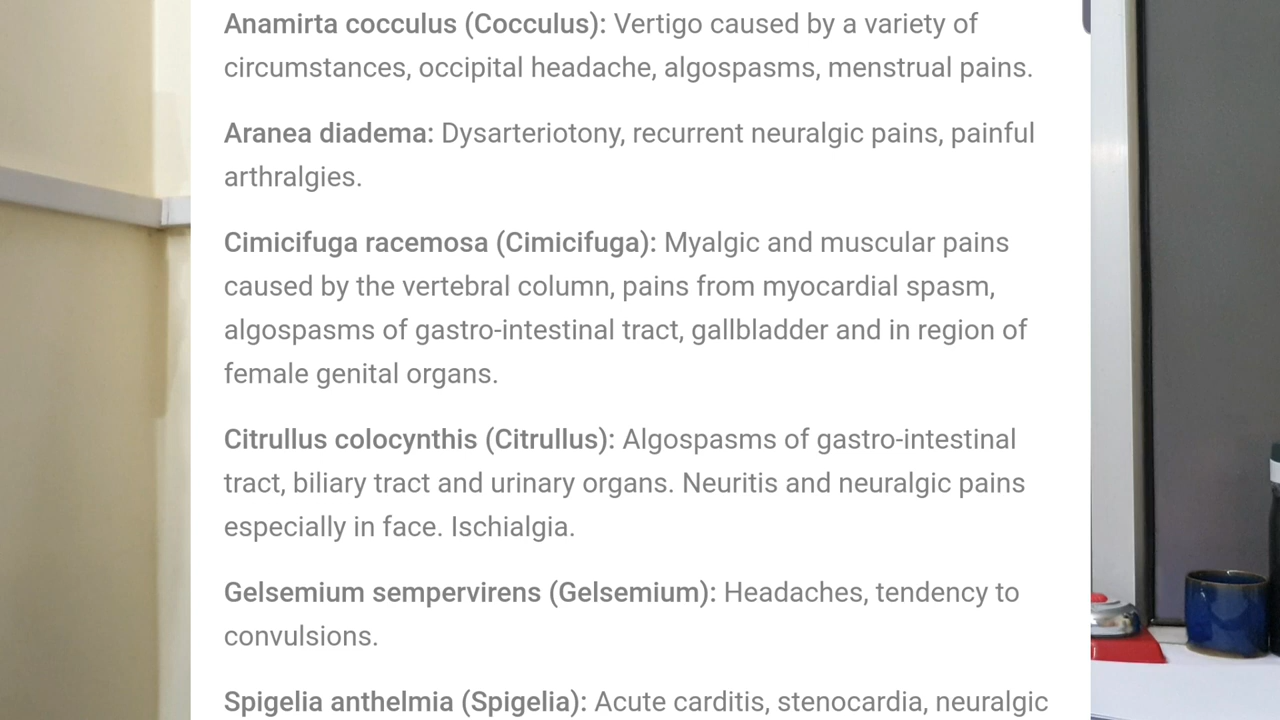 Anamirta cocculus (Cocculus): Vertigo caused by a variety of
circumstances, occipital headache, algospasms, menstrual pains.
Aranea diadema: Dysarteriotony, recurrent neuralgic pains, painful
arthralgies.
Cimicifuga racemosa (Cimicifuga): Myalgic and muscular pains
caused by the vertebral column, pains from myocardial spasm,
algospasms of gastro-intestinal tract, gallbladder and in region of
female genital organs.
Citrullus colocynthis (Citrullus): Algospasms of gastro-intestinal
tract, biliary tract and urinary organs. Neuritis and neuralgic pains
especially in face. Ischialgia.
Gelsemium sempervirens (Gelsemium): Headaches, tendency to
convulsions.
Spigelia anthelmia (Spigelia): Acute carditis, stenocardia, neuralgic